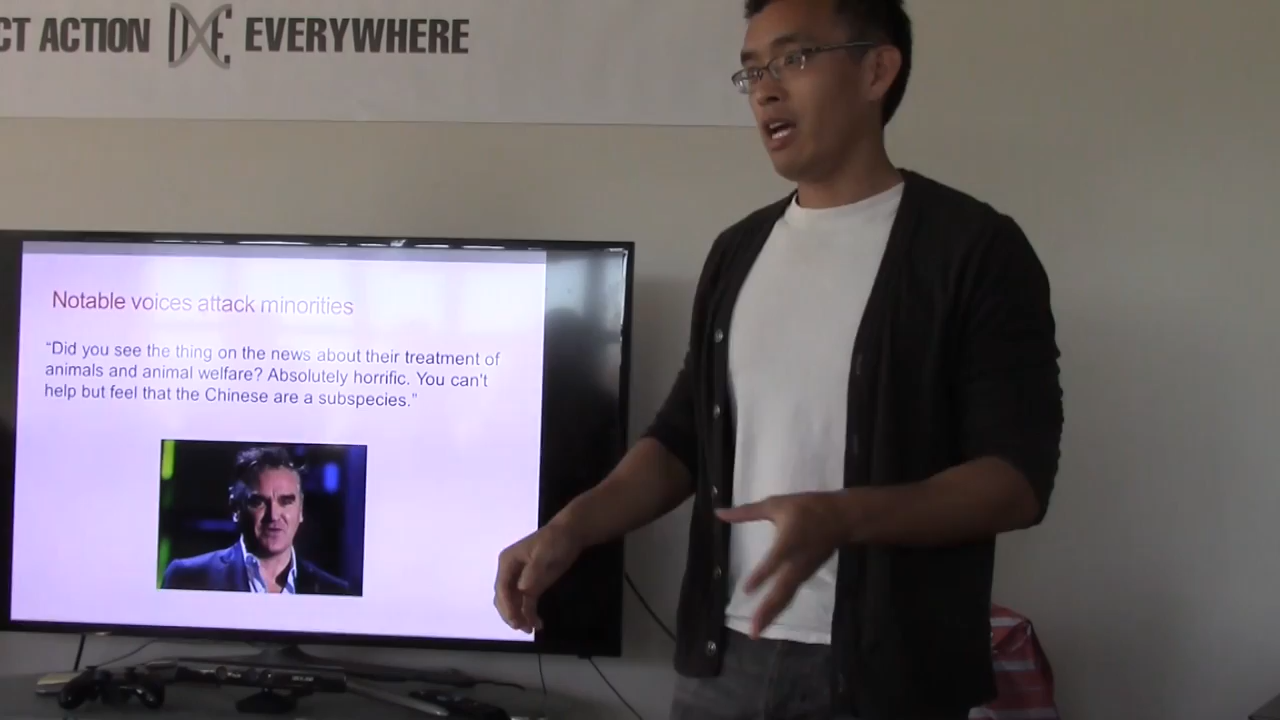 CT ACTION DXE EVERYWHERE
Notable voices attack minorities
“Did you see the thing on the news about their treatment of
animals and animal welfare? Absolutely horrific. You can't
help but feel that the Chinese are a subspecies.”